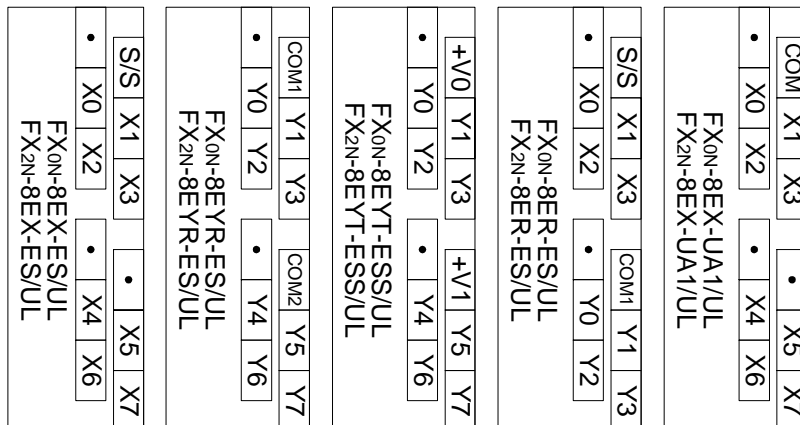 S/S X1 X3 • X5 X7
• X0 X2 • X4 X6
FX0N-8EX-ES/UL
FX2N-8EX-ES/UL
COM1 Y1 Y3 COM2 Y5 Y7
• Y0 Y2 • Y4 Y6
FX0N-8EYR-ES/UL
FX2N-8EYR-ES/UL
+V0 Y1 Y3 +V1 Y5 Y7
• Y0 Y2 • Y4 Y6
FX0N-8EYT-ESS/UL
FX2N-8EYT-ESS/UL
S/S X1 X3 COM1 Y1 Y3
• X0 X2 • Y0 Y2
FX0N-8ER-ES/UL
FX2N-8ER-ES/UL
COM X1 X3 • X5 X7
• X0 X2 • X4 X6
FX0N-8EX-UA1/UL
FX2N-8EX-UA1/UL